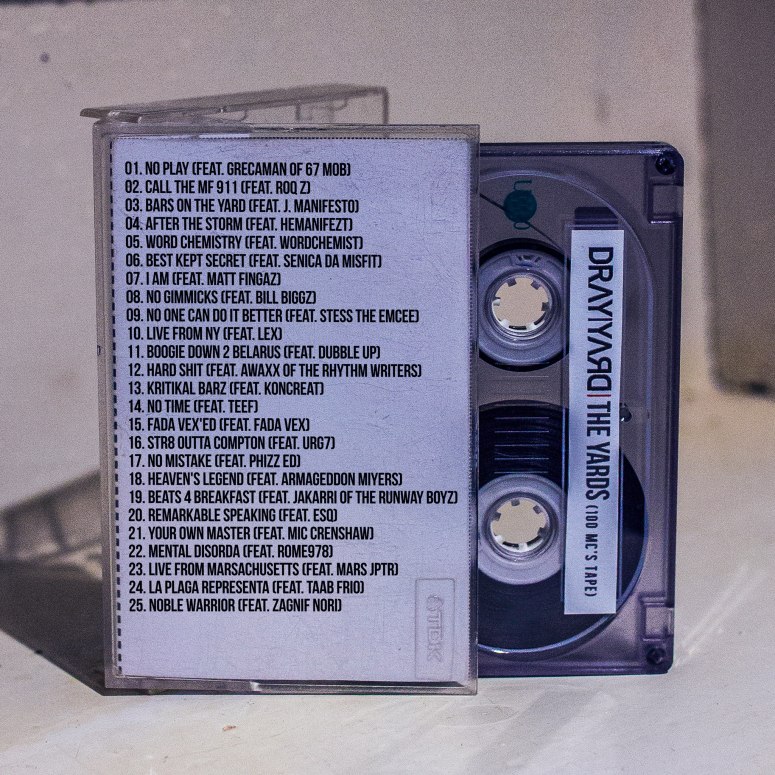 01. NO PLAY (FEAT. GRECAMAN OF 67 MOB)
02. CALL THE MF 911 (FEAT. ROQ Z)
03. BARS ON THE YARD (FEAT. J. MANIFESTO)
04. AFTER THE STORM (FEAT. HEMANIFEZT)
05. WORD CHEMISTRY (FEAT. WORDCHEMIST)
06. BEST KEPT SECRET (FEAT. SENICA DA MISFIT)
07. I AM (FEAT. MATT FINGAZ)
08. NO GIMMICKS (FEAT. BILL BIGGZ)
09. NO ONE CAN DO IT BETTER (FEAT. STESS THE EMCEE)
10. LIVE FROM NY (FEAT. LEX)
11. BOOGIE DOWN 2 BELARUS (FEAT. DUBBLE UP)
12. HARD SHIT (FEAT. AWAXX OF THE RHYTHM WRITERS)
13. KRITIKAL BARZ (FEAT. KONCREAT)
14. NO TIME (FEAT. TEEF)
15. FADA VEX'ED (FEAT. FADA VEX)
16. STR8 OUTTA COMPTON (FEAT. URG7)
17. NO MISTAKE (FEAT. PHIZZ ED)
18. HEAVEN'S LEGEND (FEAT. ARMAGEDDON MIYERS)
19. BEATS 4 BREAKFAST (FEAT. JAKARRI OF THE RUNWAY BOYZ)
20. REMARKABLE SPEAKING (FEAT. ESQ)
21. YOUR OWN MASTER (FEAT. MIC CRENSHAW)
22. MENTAL DISORDA (FEAT. ROME978)
23. LIVE FROM MARSACHUSETTS (FEAT. MARS JPTR)
24. LA PLAGA REPRESENTA (FEAT. TAAB FRIO)
25. NOBLE WARRIOR (FEAT. ZAGNIF NORI)
TDK
DRAYYARD | THE YARDS (100 MC'S TAPE)